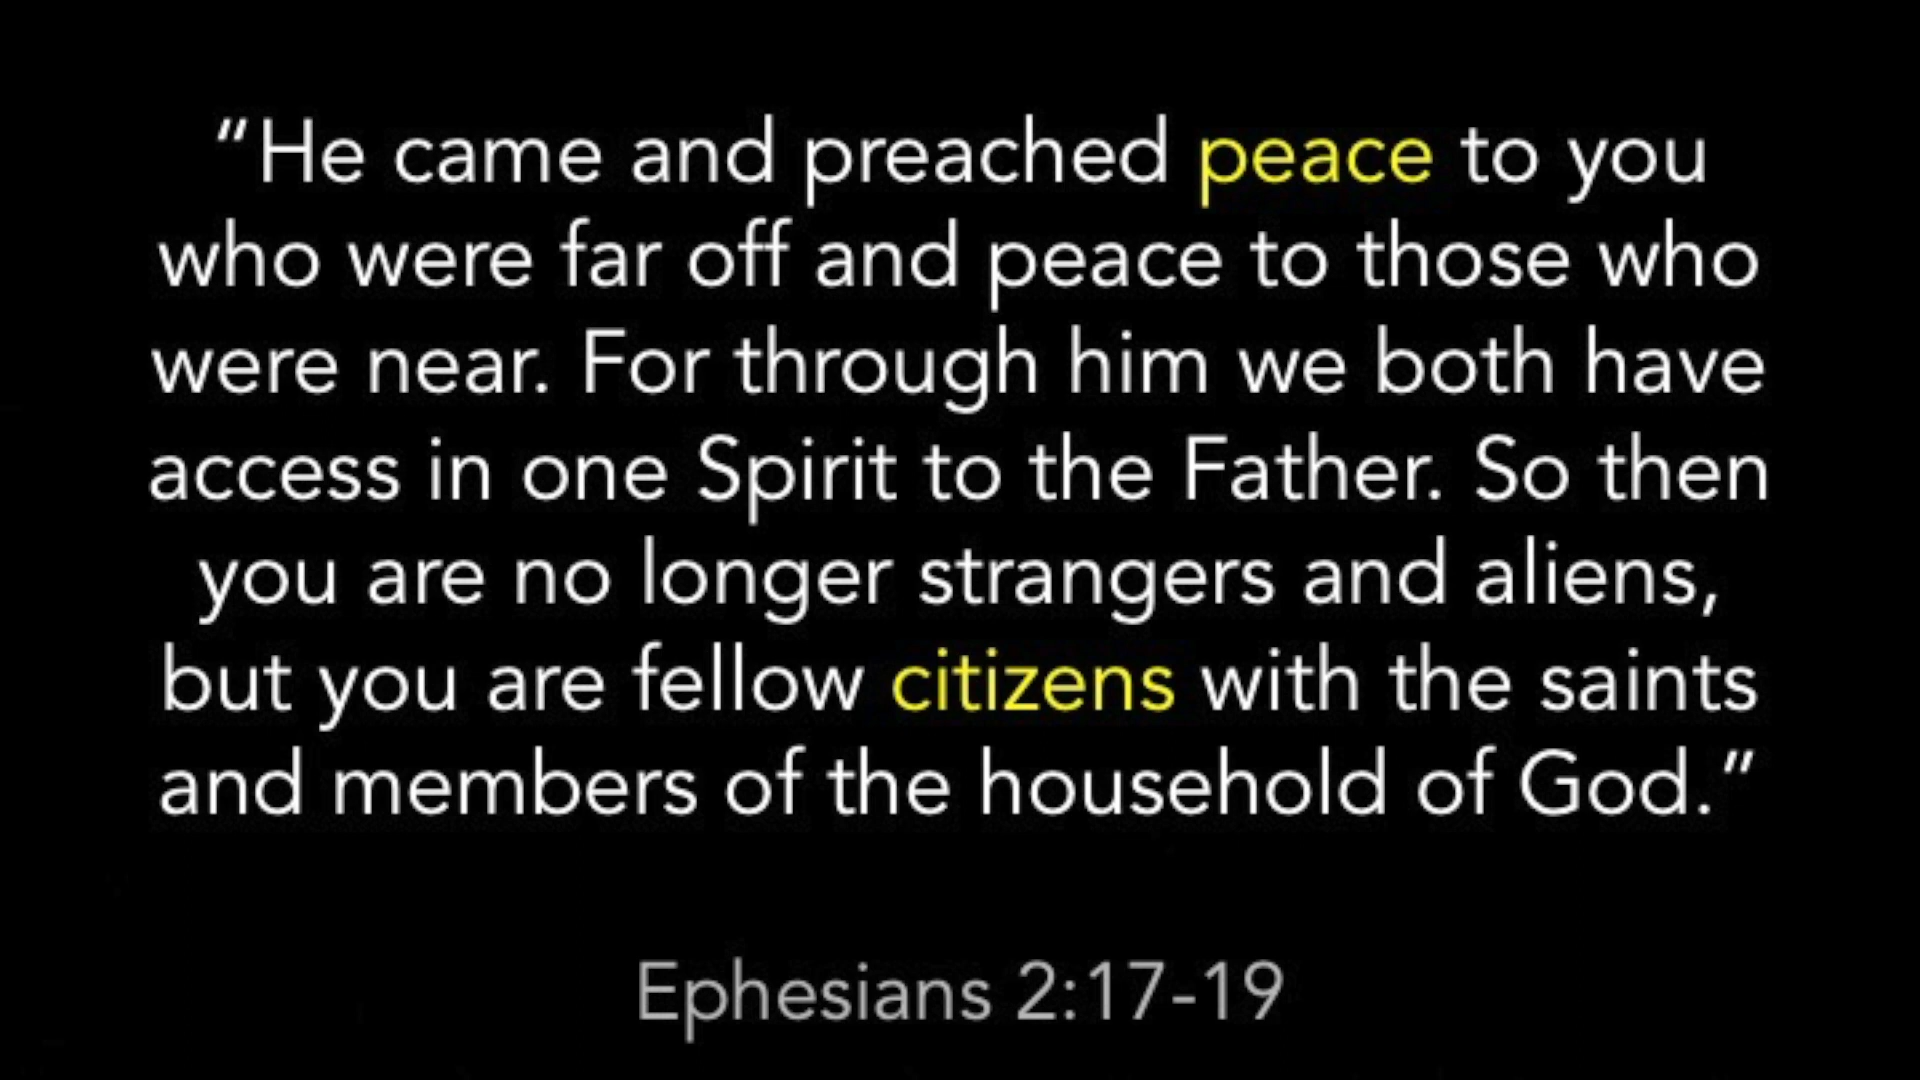 “He came and preached peace to you
who were far off and peace to those who
were near. For through him we both have
access in one Spirit to the Father. So then
you are no longer strangers and aliens,
but you are fellow citizens with the saints
and members of the household of God.”
Ephesians 2:17-19